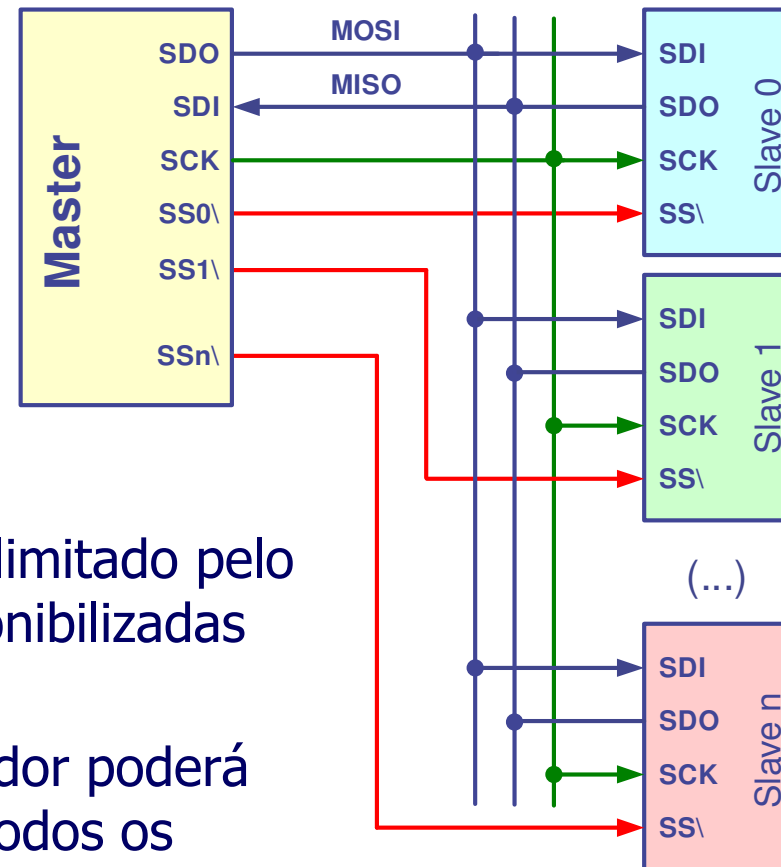 MOSI
MISO
Master
SDO
SDI
SCK
SS0\
SS1\
SSn\
SDI
SDO
SCK
SS\
Slave 0
SDI
SDO
SCK
SS\
Slave 1
(...)
SDI
SDO
SCK
SS\
Slave n
limitado pelo
onibilizadas
dor poderá
odos os